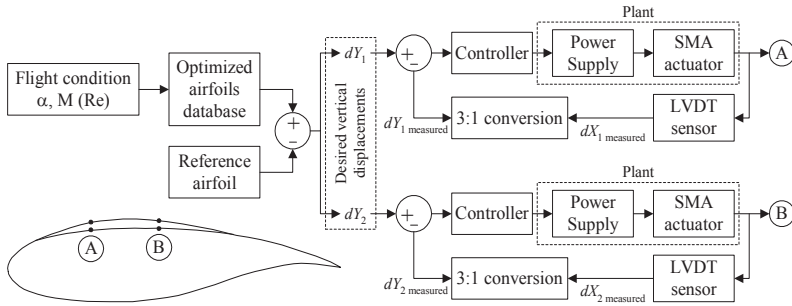 Flight condition
α, M (Re)
Optimized
airfoils
database
Reference
airfoil
+
−
Desired vertical
displacements
dY1
dY2
Plant
+
−
Controller
Power
Supply
SMA
actuator
A
dY1 measured
3:1 conversion
dX1 measured
LVDT
sensor
Plant
+
−
Controller
Power
Supply
SMA
actuator
B
dY2 measured
3:1 conversion
dX2 measured
LVDT
sensor
A
B